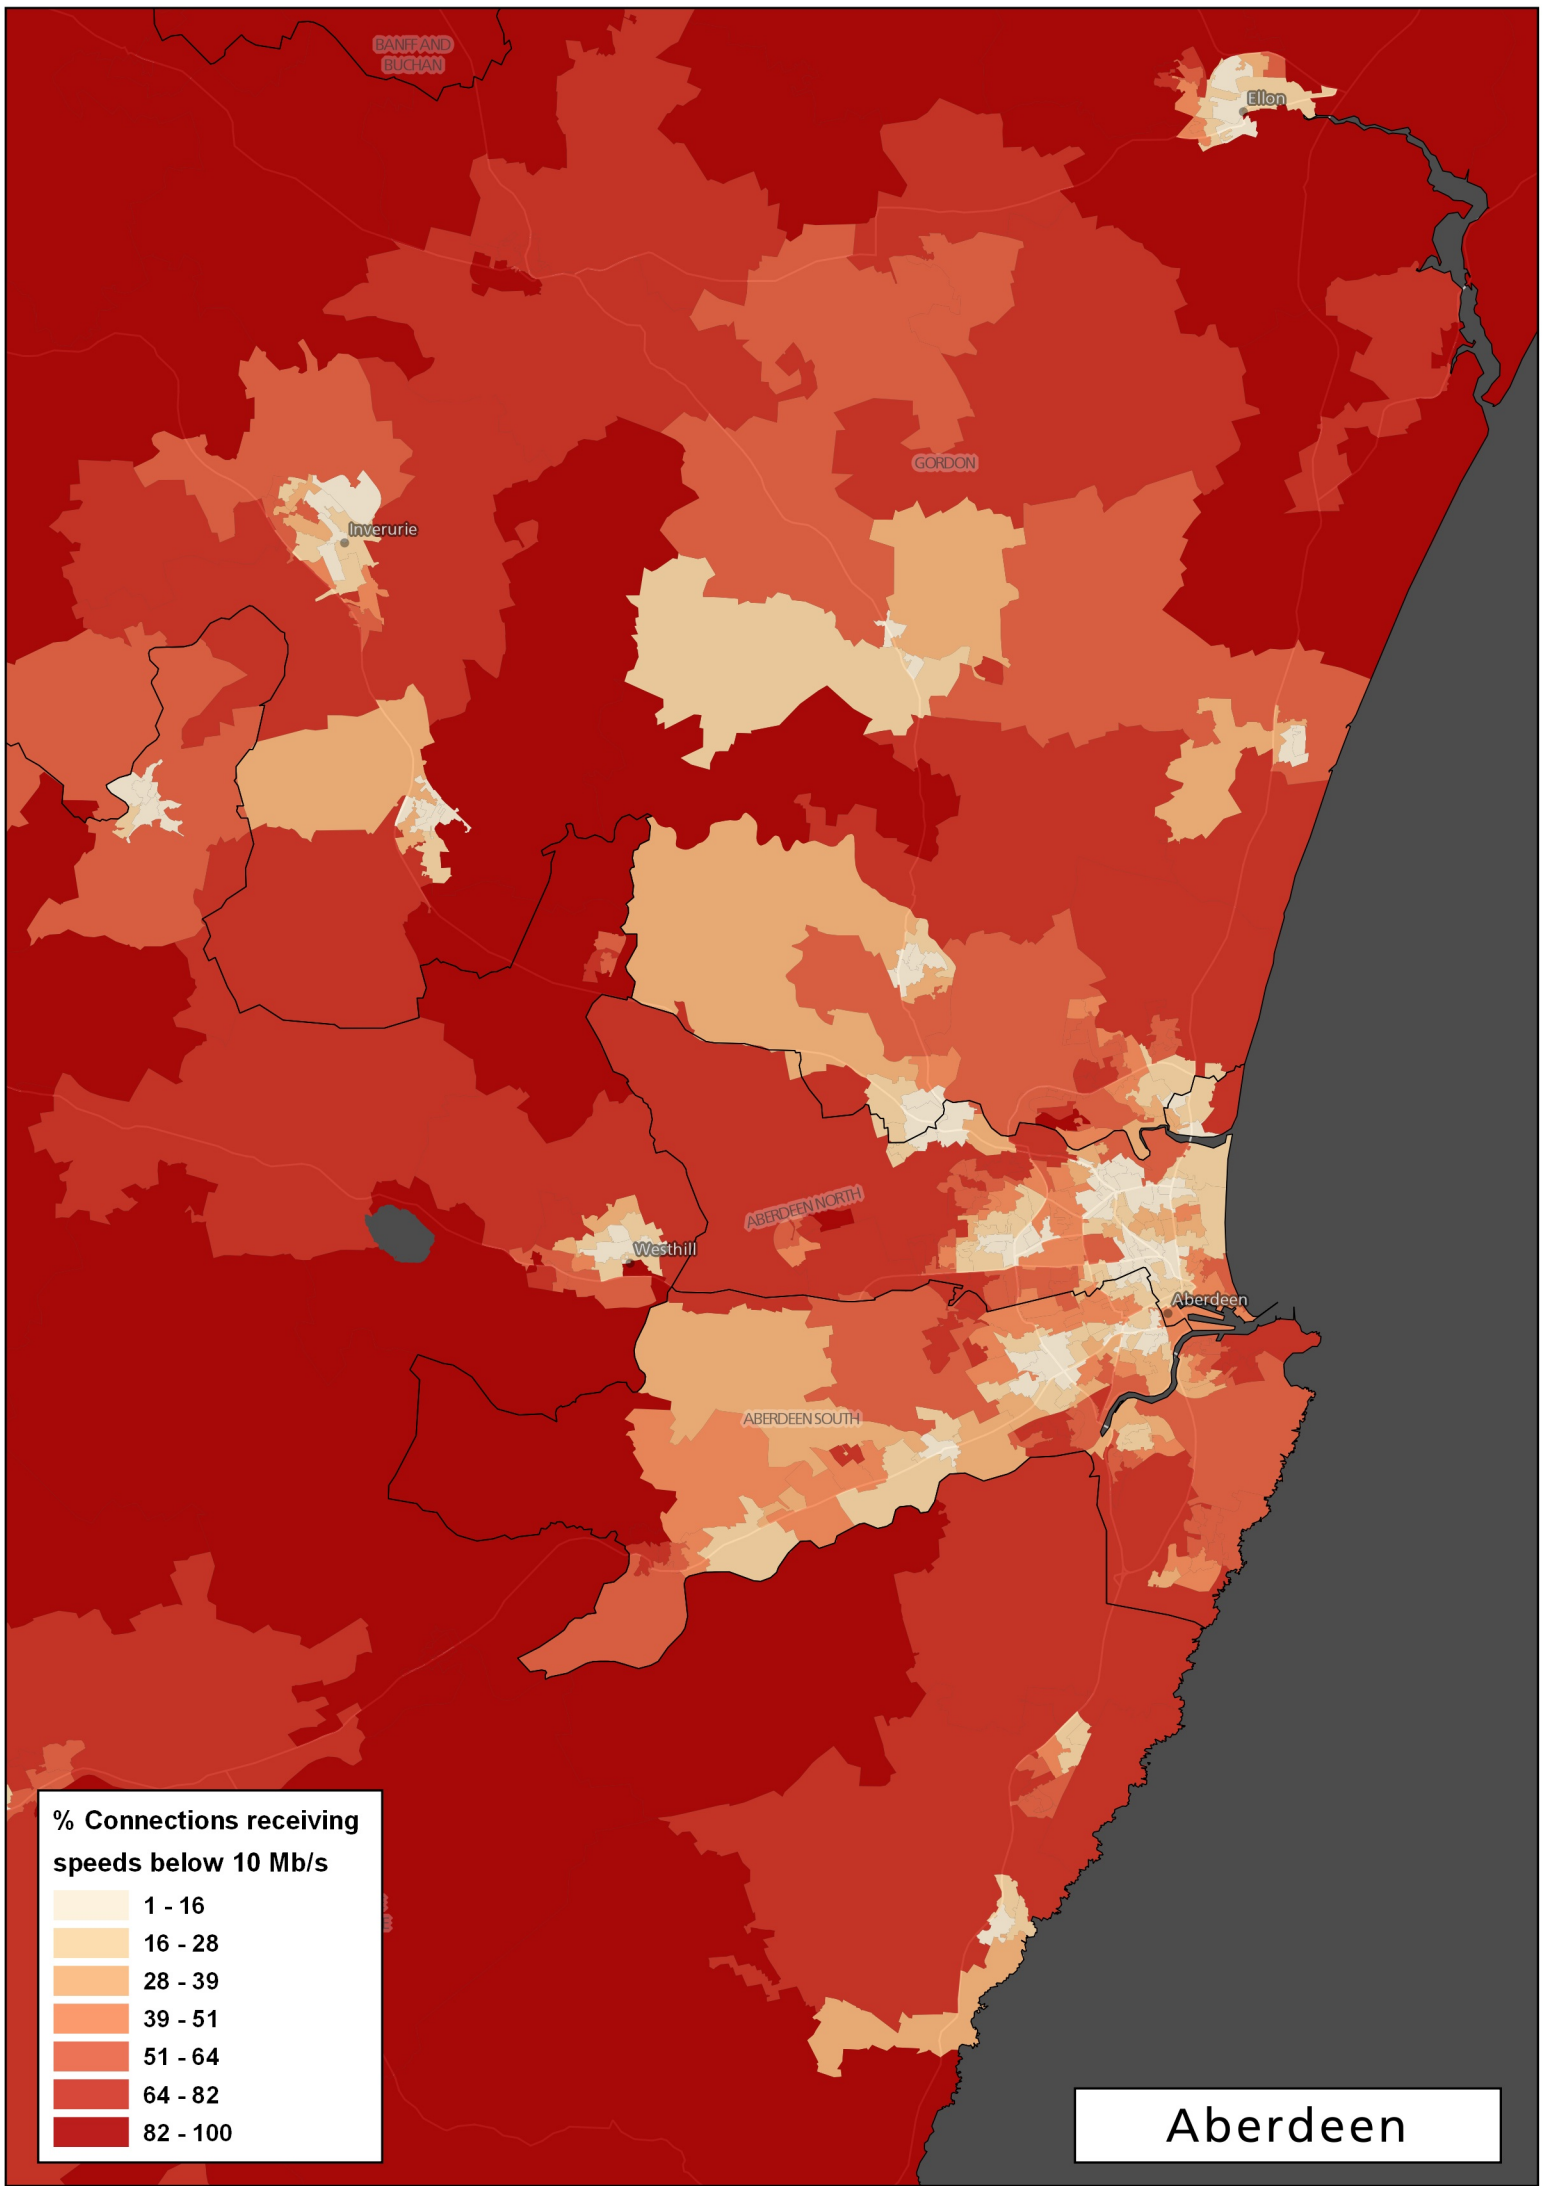 BANFF AND
BUCHAN
Ellon
GORDON
Inverurie
ABERDEEN NORTH
Westhill
Aberdeen
ABERDEEN SOUTH
% Connections receiving
speeds below 10 Mb/s
1 - 16
16 - 28
28 - 39
39 - 51
51 - 64
64 - 82
82 - 100
Aberdeen